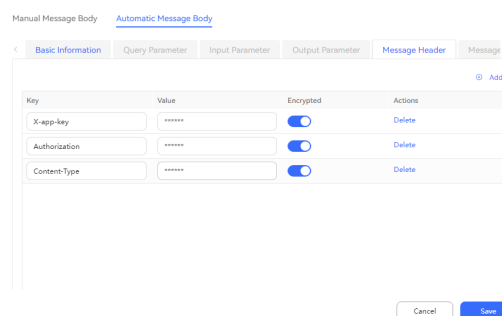 Manual Message Body Automatic Message Body
Basic Information Query Parameter Input Parameter Output Parameter Message Header Message
Add
Key Value Encrypted Actions
X-app-key ****** Delete
Authorization ****** Delete
Content-Type ****** Delete
Cancel Save